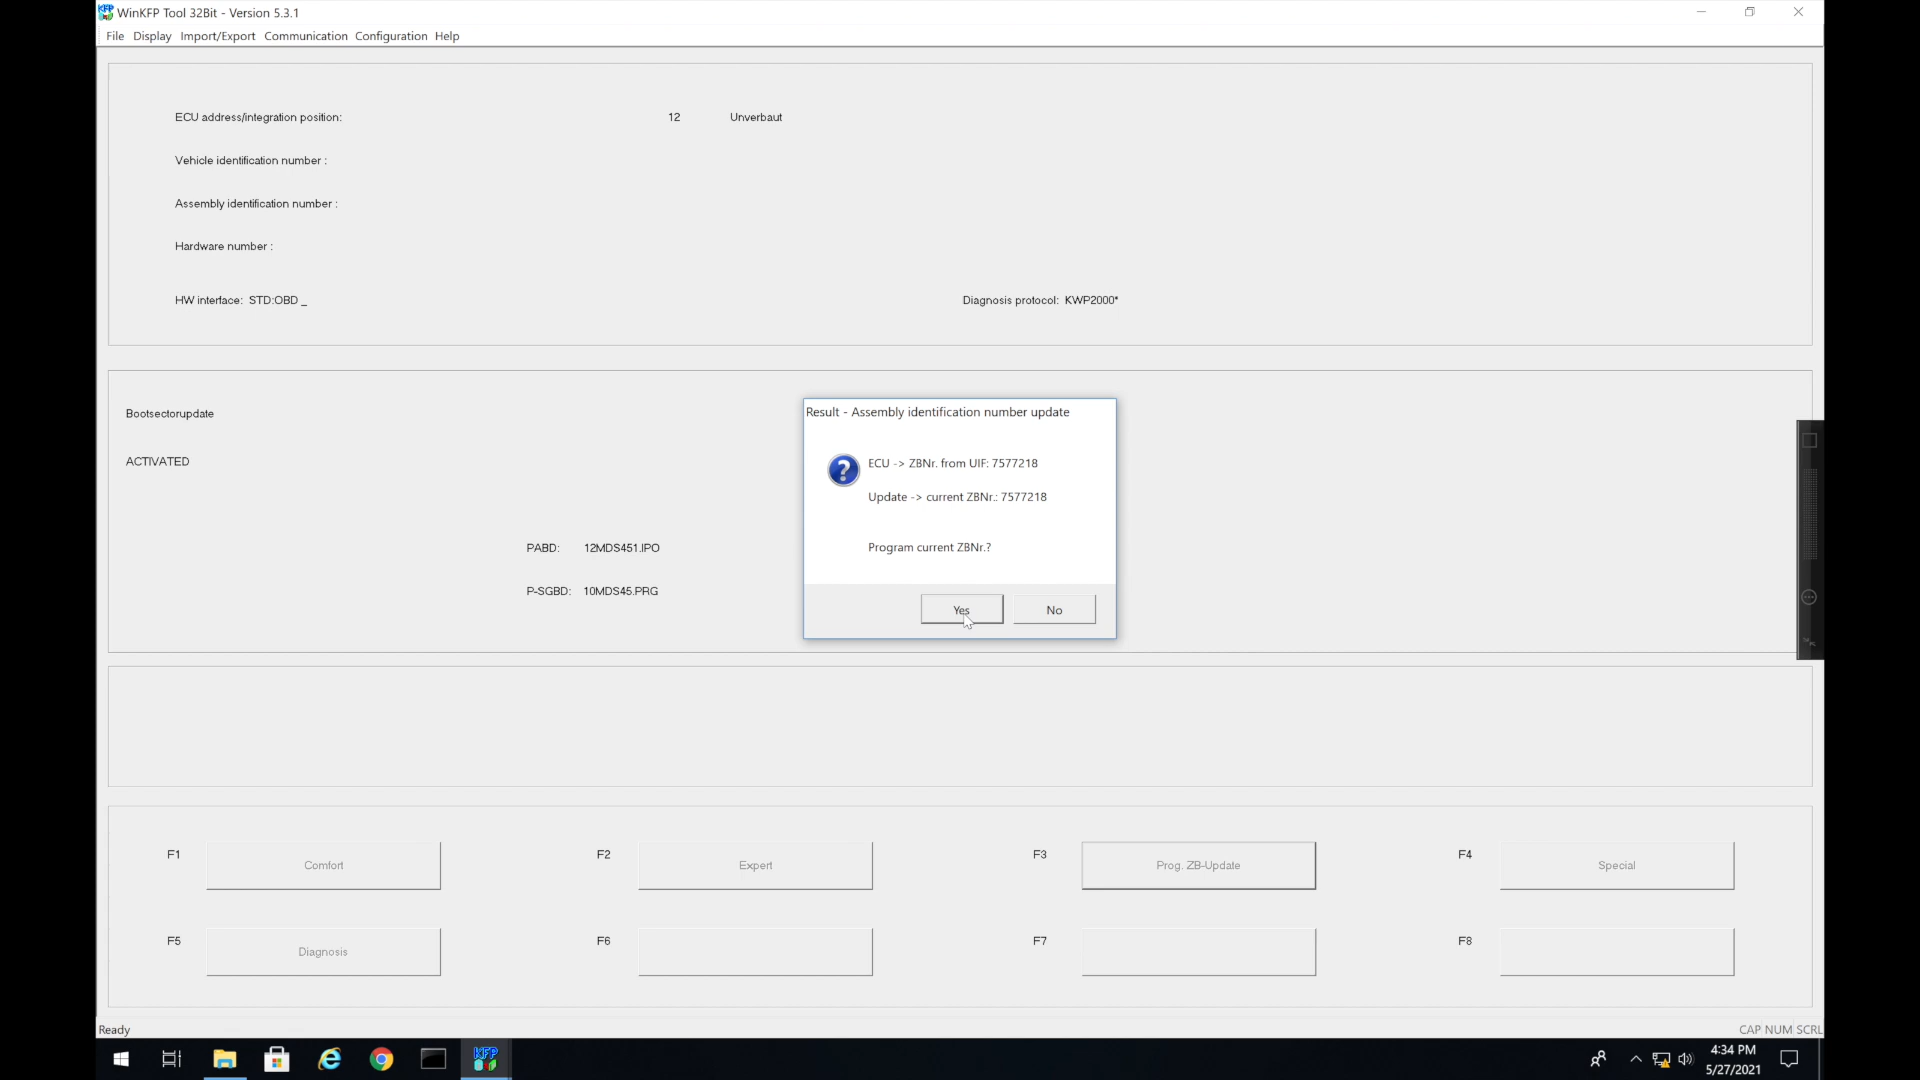 WinKFP Tool 32Bit - Version 5.3.1
File Display Import/Export Communication Configuration Help
ECU address/integration position: 12 Unverbaut
Vehicle identification number :
Assembly identification number :
Hardware number :
HW interface: STD:OBD _ Diagnosis protocol: KWP2000*
Bootsectorupdate
ACTIVATED
PABD: 12MDS451.IPO
P-SGBD: 10MDS45.PRG
Result - Assembly identification number update
ECU -> ZBNr. from UIF: 7577218
Update -> current ZBNr.: 7577218
Program current ZBNr.?
Yes No
F1 Comfort F2 Expert F3 Prog. ZB-Update F4 Special
F5 Diagnosis F6 F7 F8
Ready CAP NUM SCRL
KFP
4:34 PM
5/27/2021